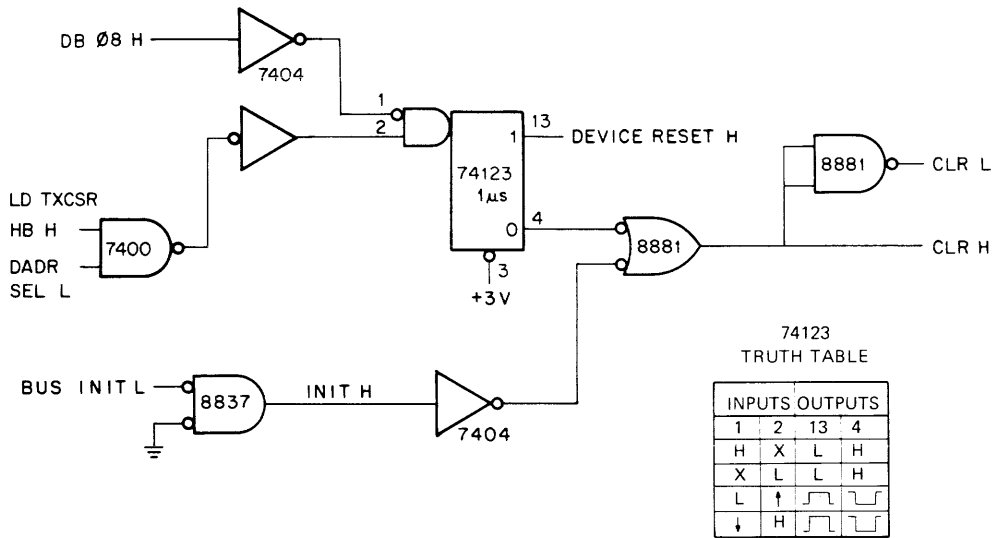 DB Ø8 H
7404
1
2
13
1
DEVICE RESET H
74123
1μs
8881
CLR L
LD TXCSR
HB H
7400
DADR
SEL L
0
4
8881
CLR H
3
+3V
BUS INIT L
8837
INIT H
7404
74123
TRUTH TABLE
INPUTS OUTPUTS
1 2 13 4
H X L H
X L L H
L ↑
↓ H